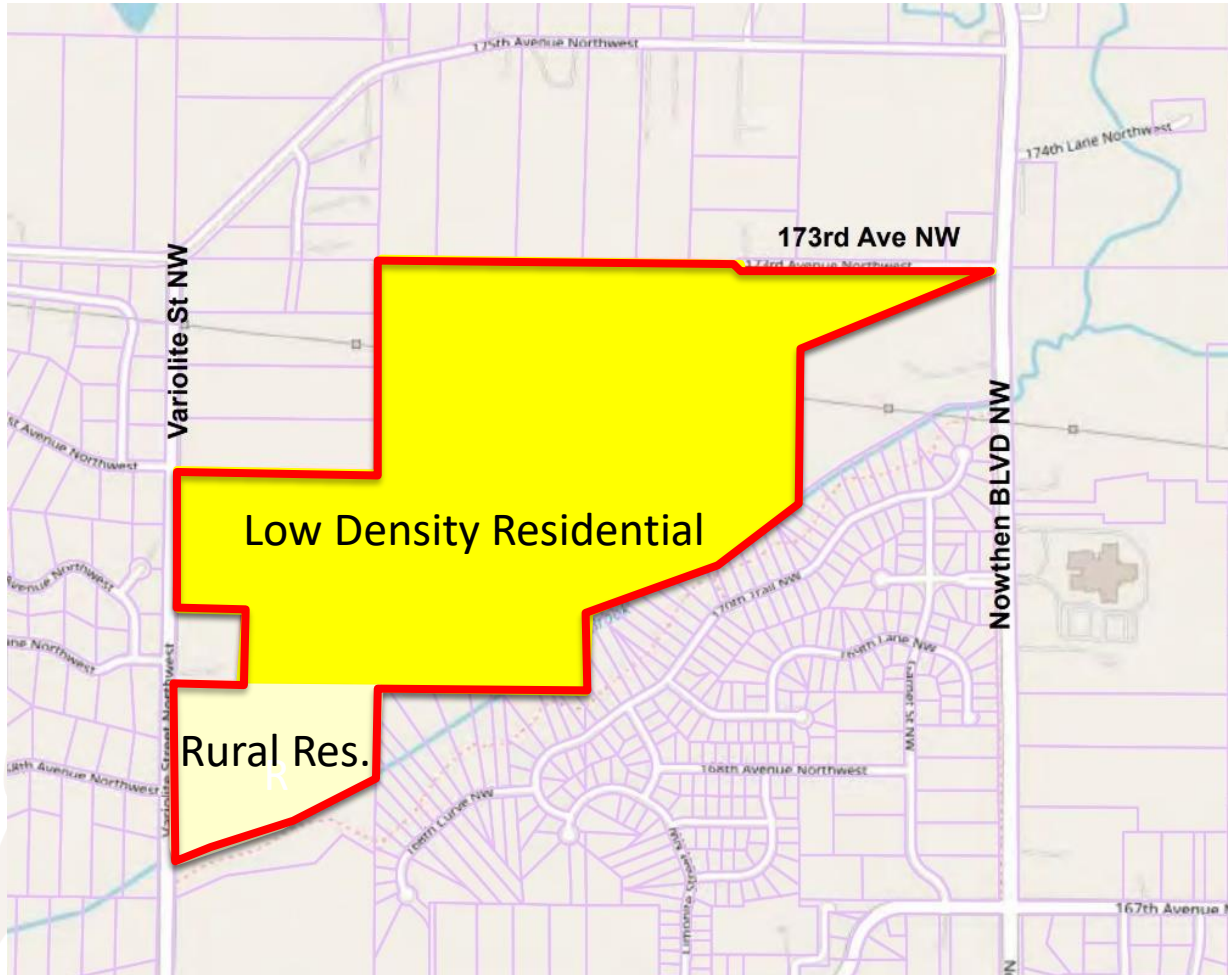 175th Avenue Northwest
174th Lane Northwest
173rd Ave NW
173rd Avenue Northwest
Variolite St NW
st Avenue Northwest
Nowthen BLVD NW
Low Density Residential
170th Trail NW
Avenue Northwest
169th Lane NW
ne Northwest
Garnet St NW
Variolite Street Northwest
Rural Res.
R
168th Avenue Northwest
168th Avenue Northwest
168th Curve NW
Limonite Street NW
167th Avenue N